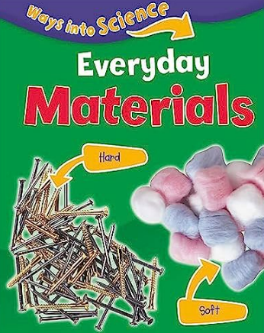 Ways into Science
Everyday
Materials
Hard
Soft